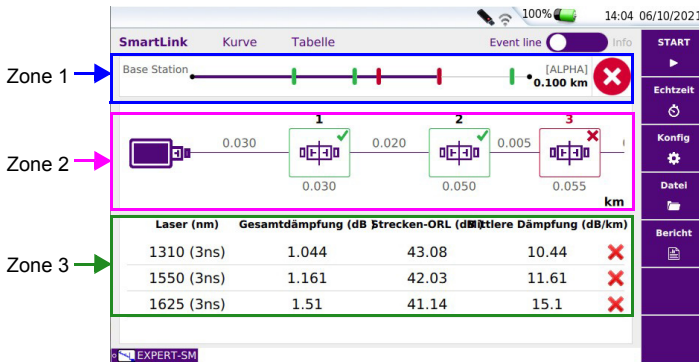 100%
14:04 06/10/2021
SmartLink Kurve Tabelle Event line Info
START
Zone 1
Base Station
[ALPHA]
0.100 km
Echtzeit
1 2 3
Konfig
Zone 2
0.030 0.020 0.005
0.030 0.050 0.055
km
Datei
Laser (nm) Gesamtdämpfung (dB) Strecken-ORL (dB) Mittlere Dämpfung (dB/km)
Bericht
1310 (3ns) 1.044 43.08 10.44
Zone 3
1550 (3ns) 1.161 42.03 11.61
1625 (3ns) 1.51 41.14 15.1
EXPERT-SM